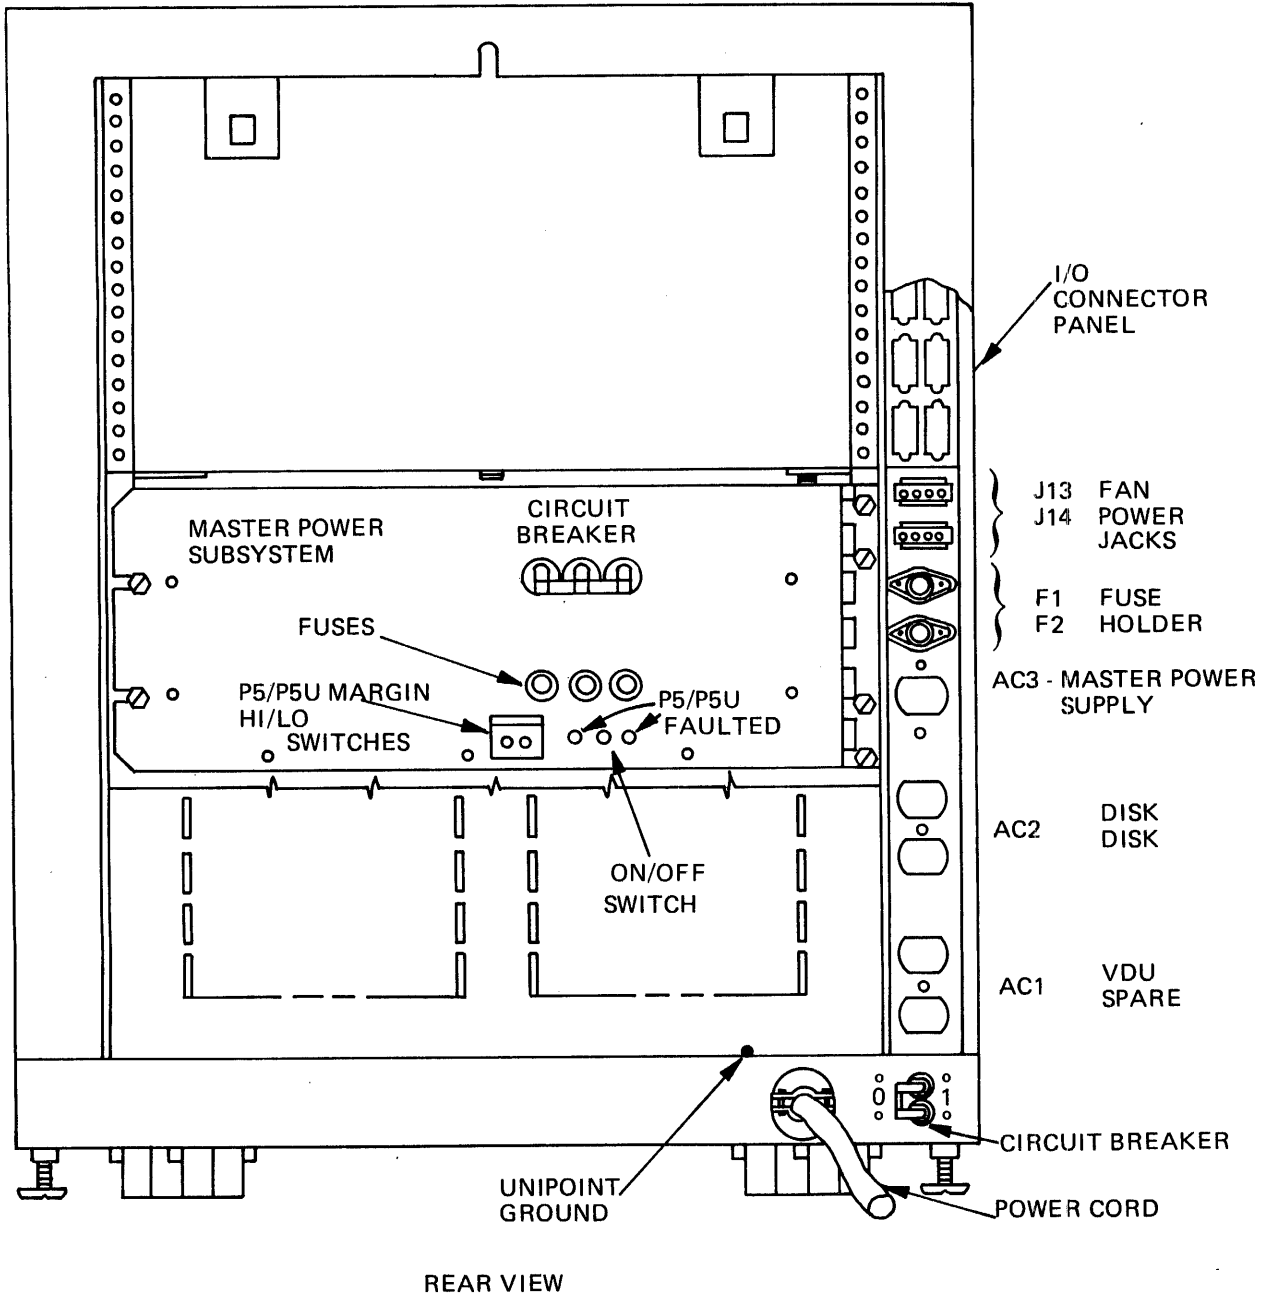 I/O
CONNECTOR
PANEL
CIRCUIT
BREAKER
MASTER POWER
SUBSYSTEM
J13 FAN
J14 POWER
JACKS
FUSES
F1 FUSE
F2 HOLDER
P5/P5U MARGIN
HI/LO
SWITCHES
P5/P5U
FAULTED
AC3 - MASTER POWER
SUPPLY
ON/OFF
SWITCH
AC2 DISK
DISK
AC1 VDU
SPARE
0 1
CIRCUIT BREAKER
UNIPOINT
GROUND
POWER CORD
REAR VIEW